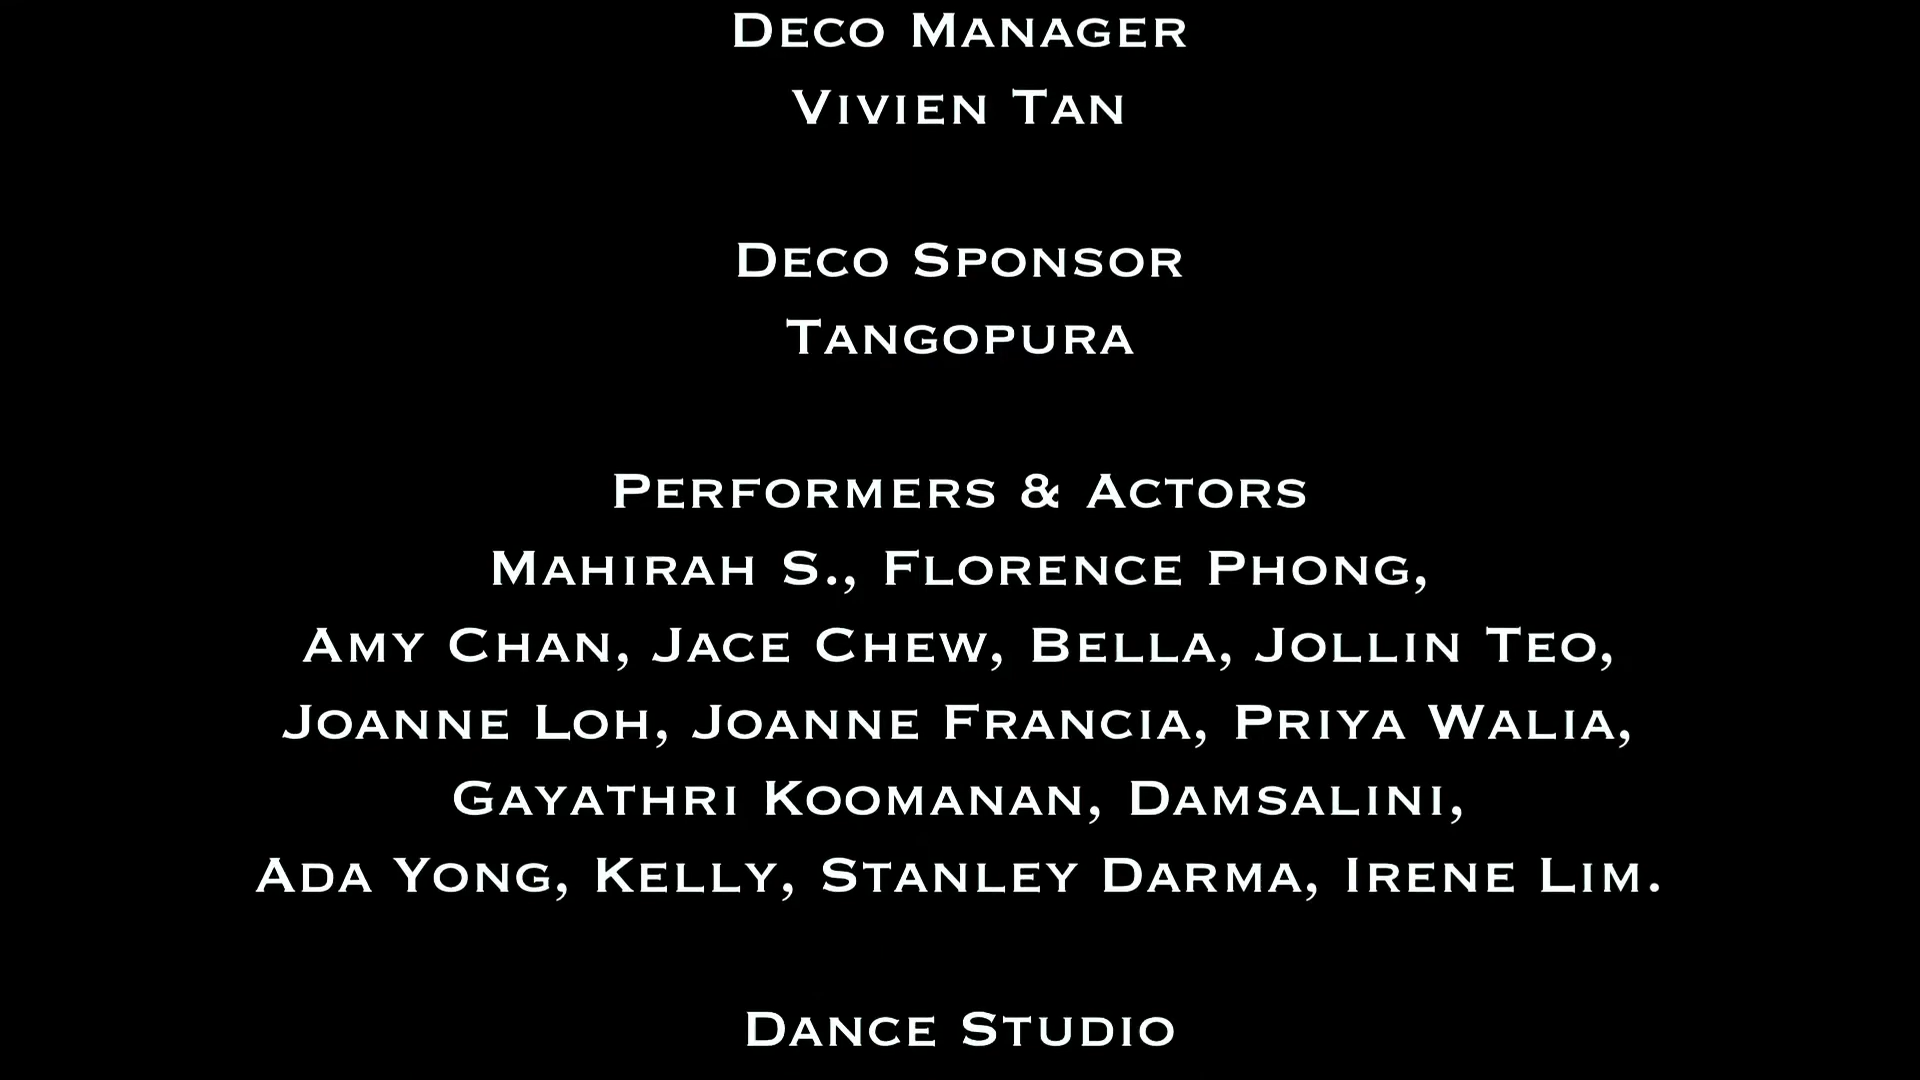 Deco Manager
Vivien Tan
Deco Sponsor
Tangopura
Performers & Actors
Mahirah S., Florence Phong,
Amy Chan, Jace Chew, Bella, Jollin Teo,
Joanne Loh, Joanne Francia, Priya Walia,
Gayathri Koomanan, Damsalini,
Ada Yong, Kelly, Stanley Darma, Irene Lim.
Dance Studio